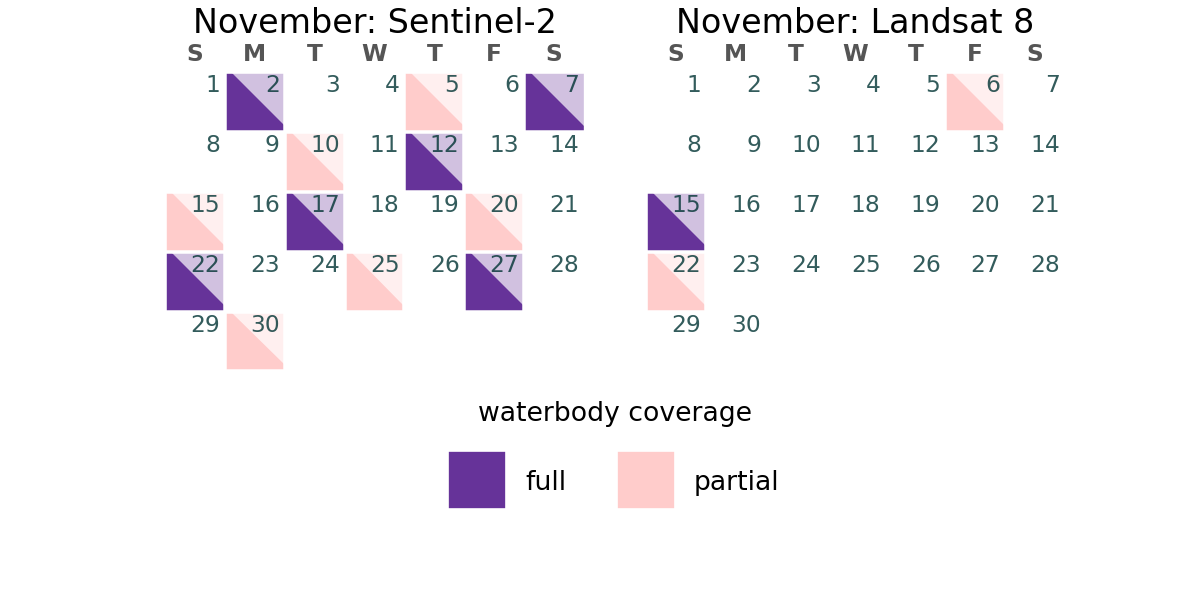 November: Sentinel-2
S M T W T F S
1 2 3 4 5 6 7
8 9 10 11 12 13 14
15 16 17 18 19 20 21
22 23 24 25 26 27 28
29 30
November: Landsat 8
S M T W T F S
1 2 3 4 5 6 7
8 9 10 11 12 13 14
15 16 17 18 19 20 21
22 23 24 25 26 27 28
29 30
waterbody coverage
full
partial